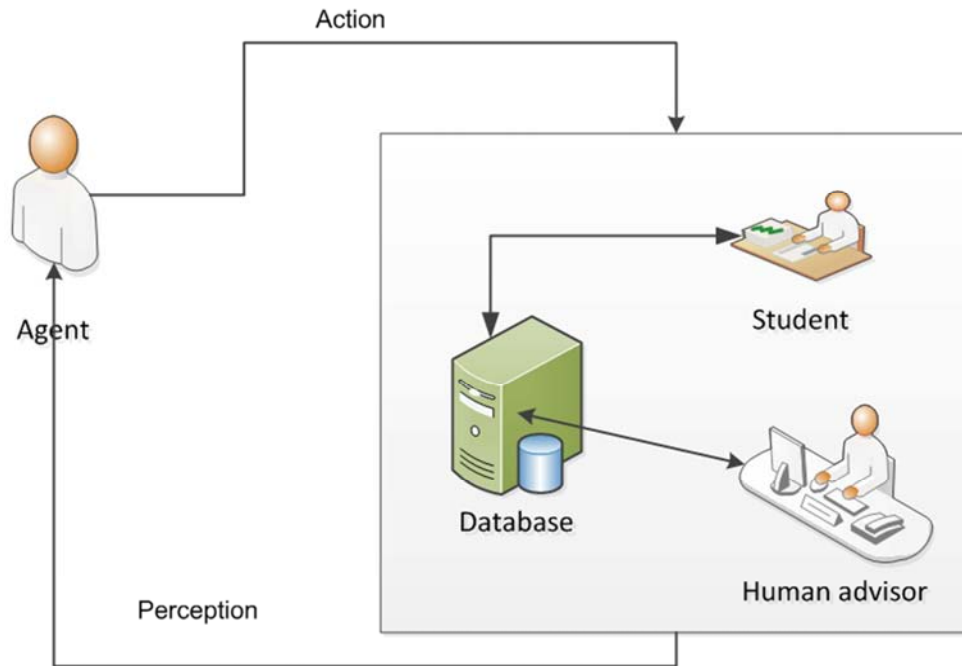 Action
Agent
Student
Database
Human advisor
Perception